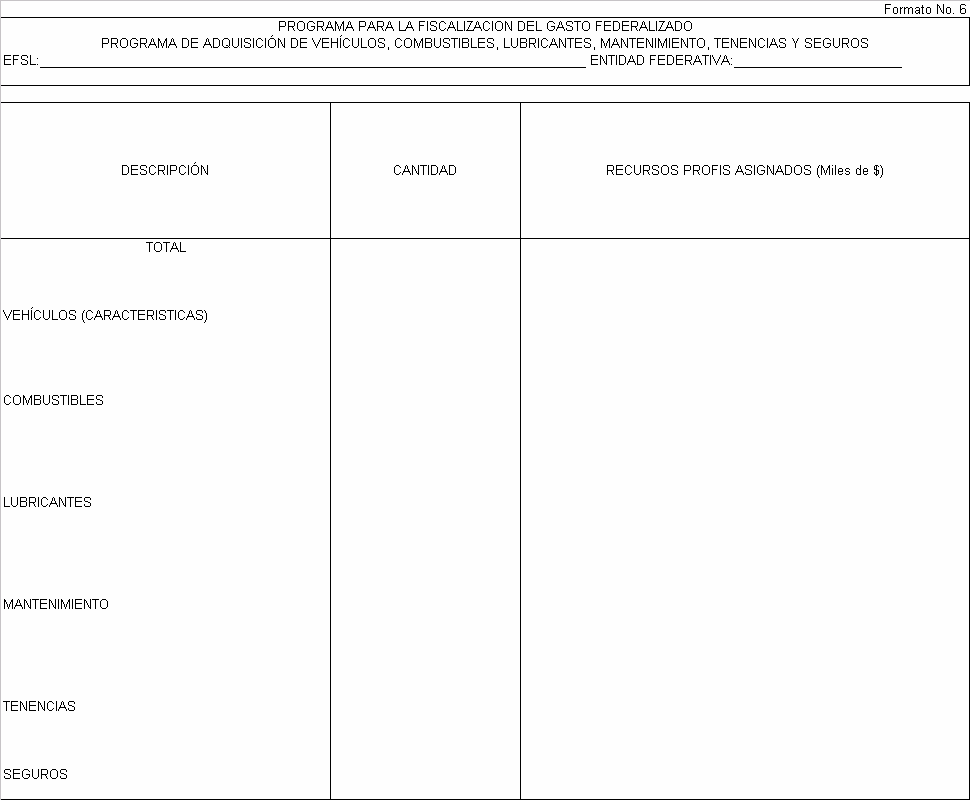 Formato No. 6
PROGRAMA PARA LA FISCALIZACION DEL GASTO FEDERALIZADO
PROGRAMA DE ADQUISICIÓN DE VEHÍCULOS, COMBUSTIBLES, LUBRICANTES, MANTENIMIENTO, TENENCIAS Y SEGUROS
EFSL:______ ENTIDAD FEDERATIVA:______
DESCRIPCIÓN CANTIDAD RECURSOS PROFIS ASIGNADOS (Miles de $)
TOTAL
VEHÍCULOS (CARACTERISTICAS)
COMBUSTIBLES
LUBRICANTES
MANTENIMIENTO
TENENCIAS
SEGUROS